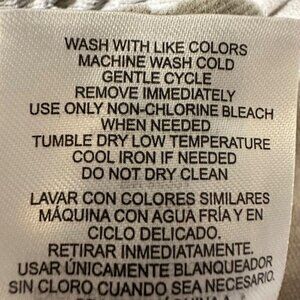 WASH WITH LIKE COLORS
MACHINE WASH COLD
GENTLE CYCLE
REMOVE IMMEDIATELY
USE ONLY NON-CHLORINE BLEACH
WHEN NEEDED
TUMBLE DRY LOW TEMPERATURE
COOL IRON IF NEEDED
DO NOT DRY CLEAN
LAVAR CON COLORES SIMILARES
MÁQUINA CON AGUA FRÍA Y EN
CICLO DELICADO.
RETIRAR INMEDIATAMENTE.
USAR ÚNICAMENTE BLANQUEADOR
SIN CLORO CUANDO SEA NECESARIO.